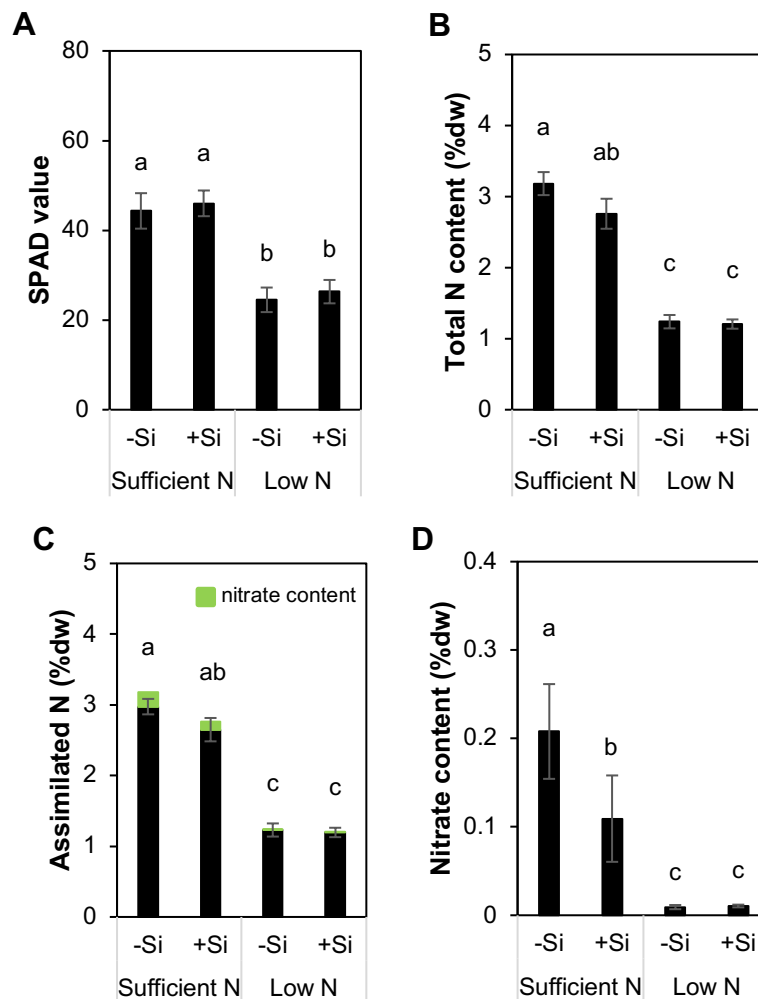 A
SPAD value
80
60
40
20
0
a
a
b
b
-Si +Si -Si +Si
Sufficient N Low N
B
Total N content (%dw)
5
4
3
2
1
0
a
ab
c
c
-Si +Si -Si +Si
Sufficient N Low N
C
Assimilated N (%dw)
5
4
3
2
1
0
nitrate content
a
ab
c
c
-Si +Si -Si +Si
Sufficient N Low N
D
Nitrate content (%dw)
0.4
0.3
0.2
0.1
0
a
b
c
c
-Si +Si -Si +Si
Sufficient N Low N